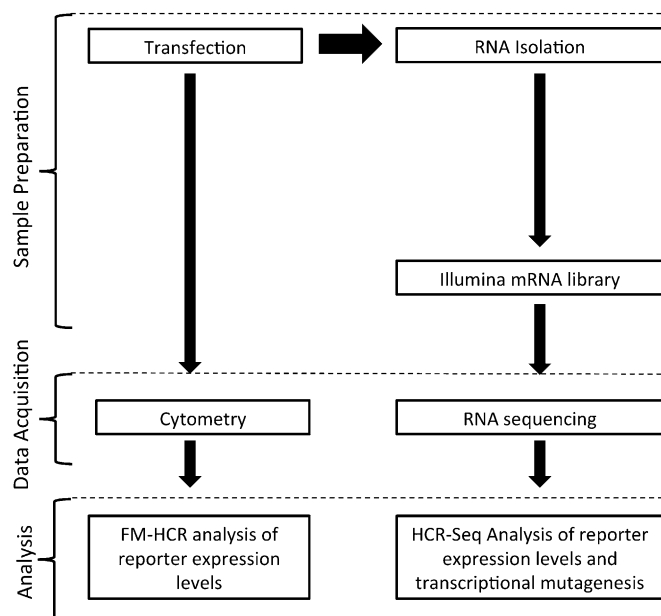 Sample Preparation
Transfection
RNA Isolation
Illumina mRNA library
Data Acquisition
Cytometry
RNA sequencing
Analysis
FM-HCR analysis of
reporter expression
levels
HCR-Seq Analysis of reporter
expression levels and
transcriptional mutagenesis